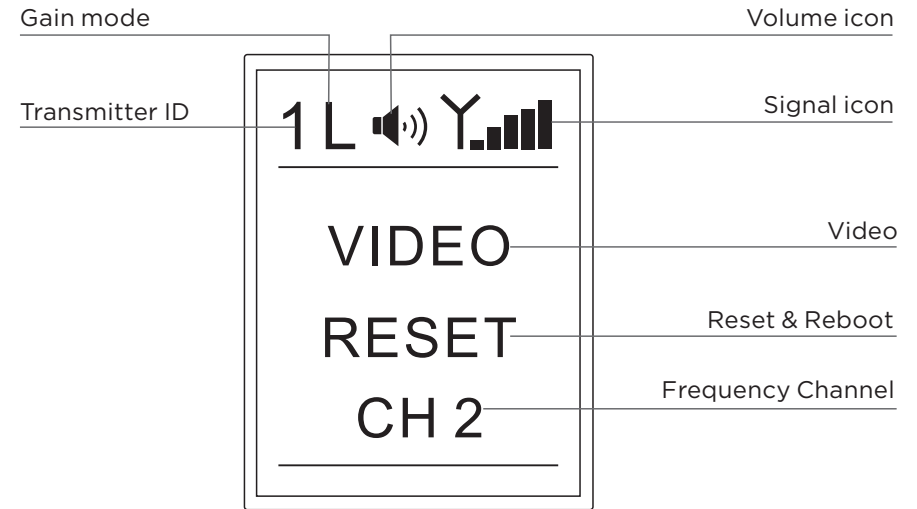 Gain mode
Volume icon
Transmitter ID
1 L
Signal icon
VIDEO
Video
RESET
Reset & Reboot
CH 2
Frequency Channel